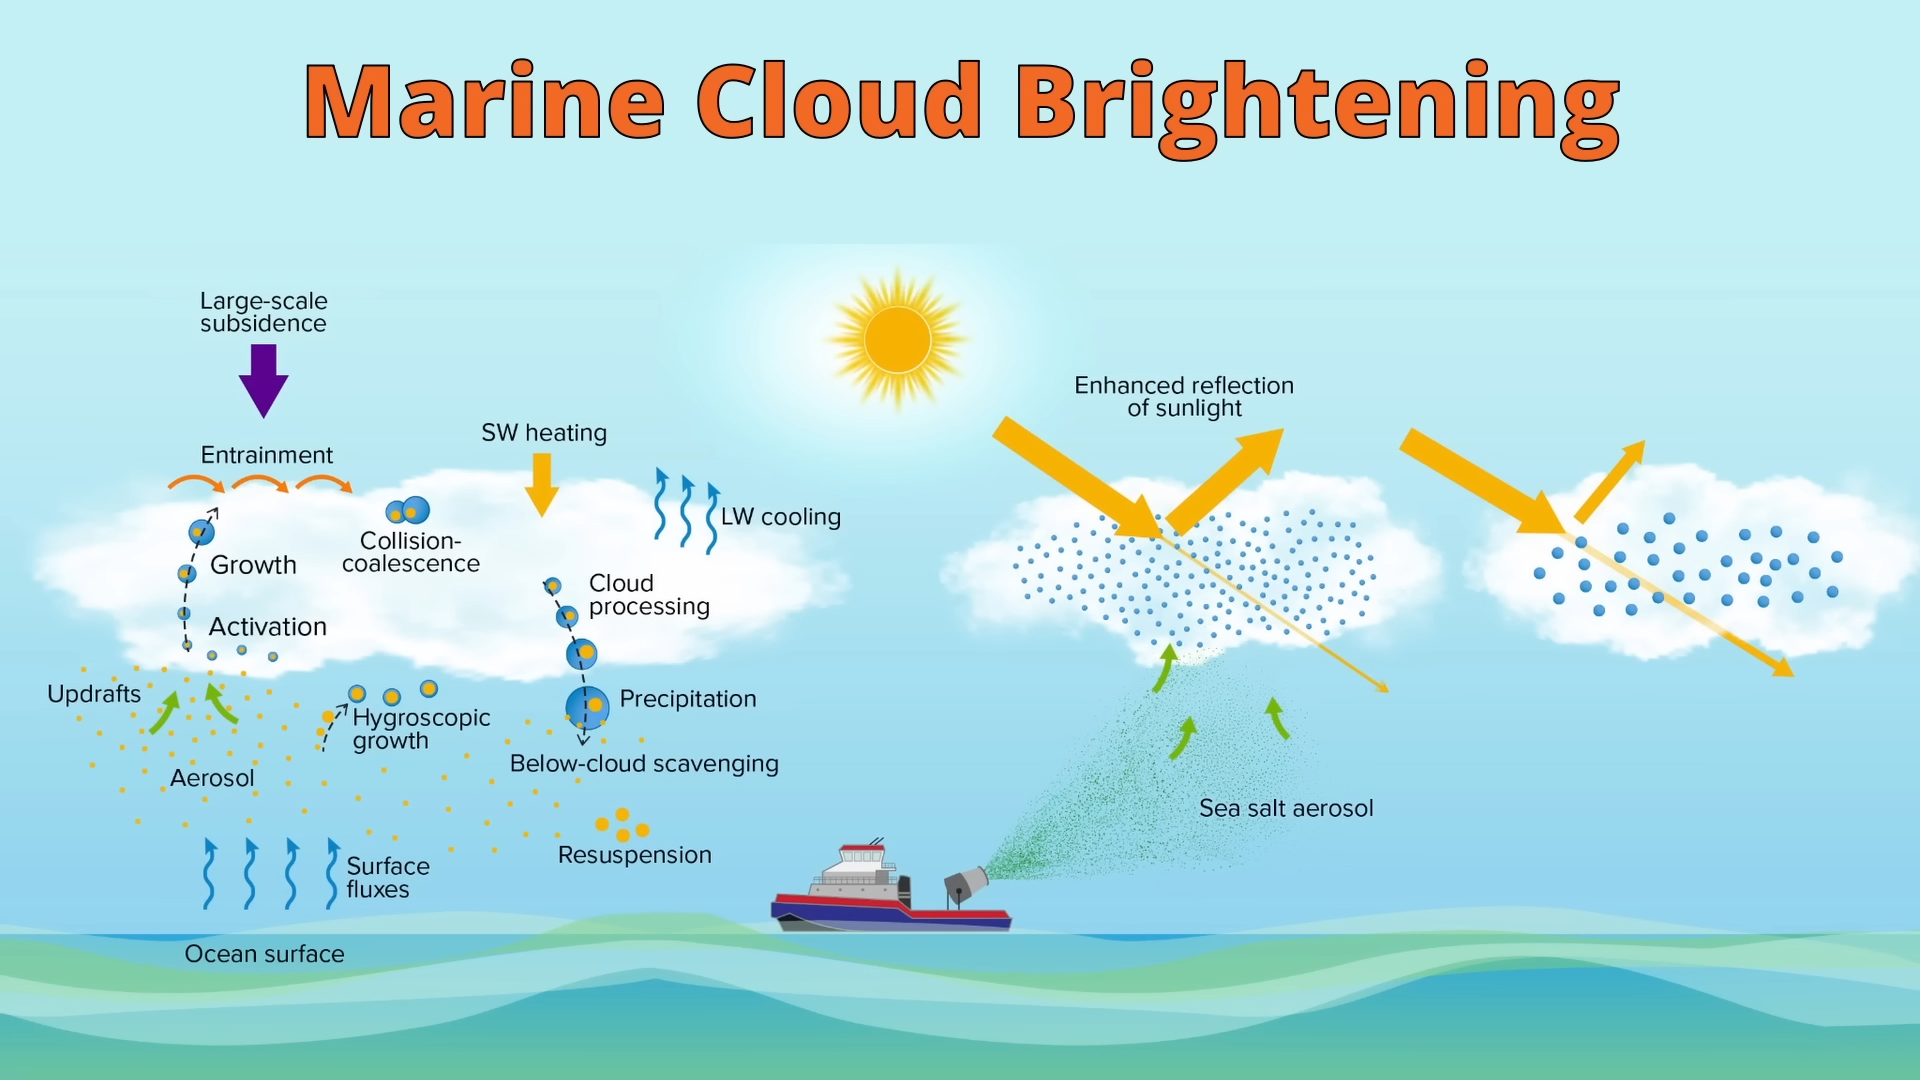 Marine Cloud Brightening
Large-scale
subsidence
Entrainment
SW heating
LW cooling
Collision-
coalescence
Growth
Activation
Cloud
processing
Updrafts
Hygroscopic
growth
Precipitation
Below-cloud scavenging
Aerosol
Resuspension
Surface
fluxes
Ocean surface
Enhanced reflection
of sunlight
Sea salt aerosol